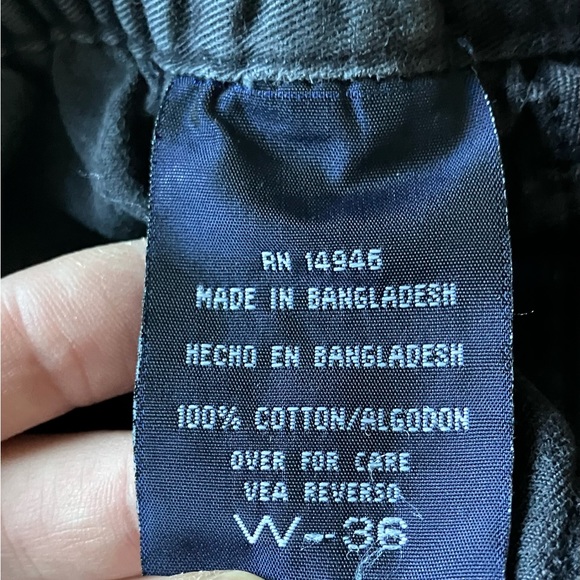 RN 14946
MADE IN BANGLADESH
HECHO EN BANGLADESH
100% COTTON/ALGODON
OVER FOR CARE
VEA REVERSO
W--36